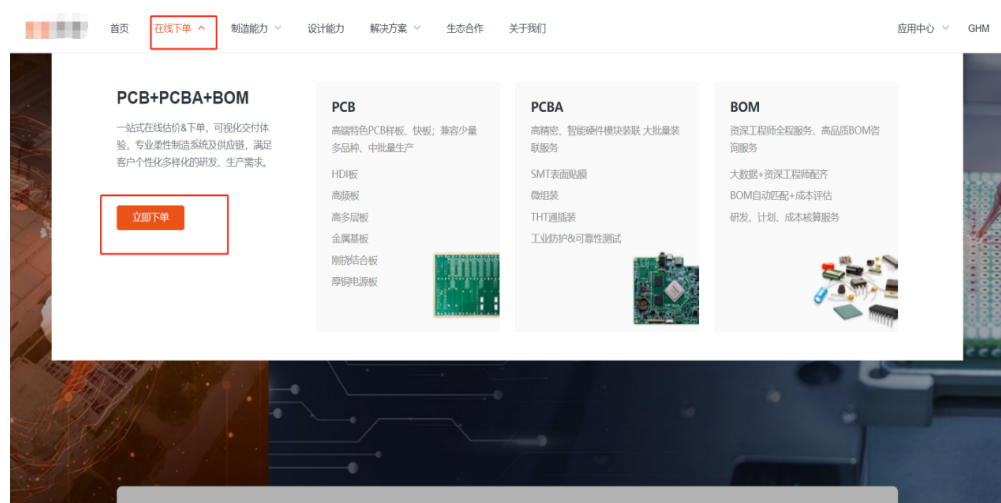 首页 在线下单 制造能力 设计能力 解决方案 生态合作 关于我们 应用中心 GHM
PCB+PCBA+BOM
一站式在线估价&下单，可视化交付体
验，专业柔性制造系统及供应链，满足
客户个性化多样化的研发、生产需求。
立即下单
PCB
高端特色PCB样板、快板；兼容少量
多品种、中批量生产
HDI板
高频板
高多层板
金属基板
刚挠结合板
厚铜电源板
PCBA
高精密、智能硬件模块装联 大批量装
联服务
SMT表面贴膜
微组装
THT通插装
工业防护&可靠性测试
BOM
资深工程师全程服务、高品质BOM咨
询服务
大数据+资深工程师配齐
BOM自动匹配+成本评估
研发、计划、成本核算服务